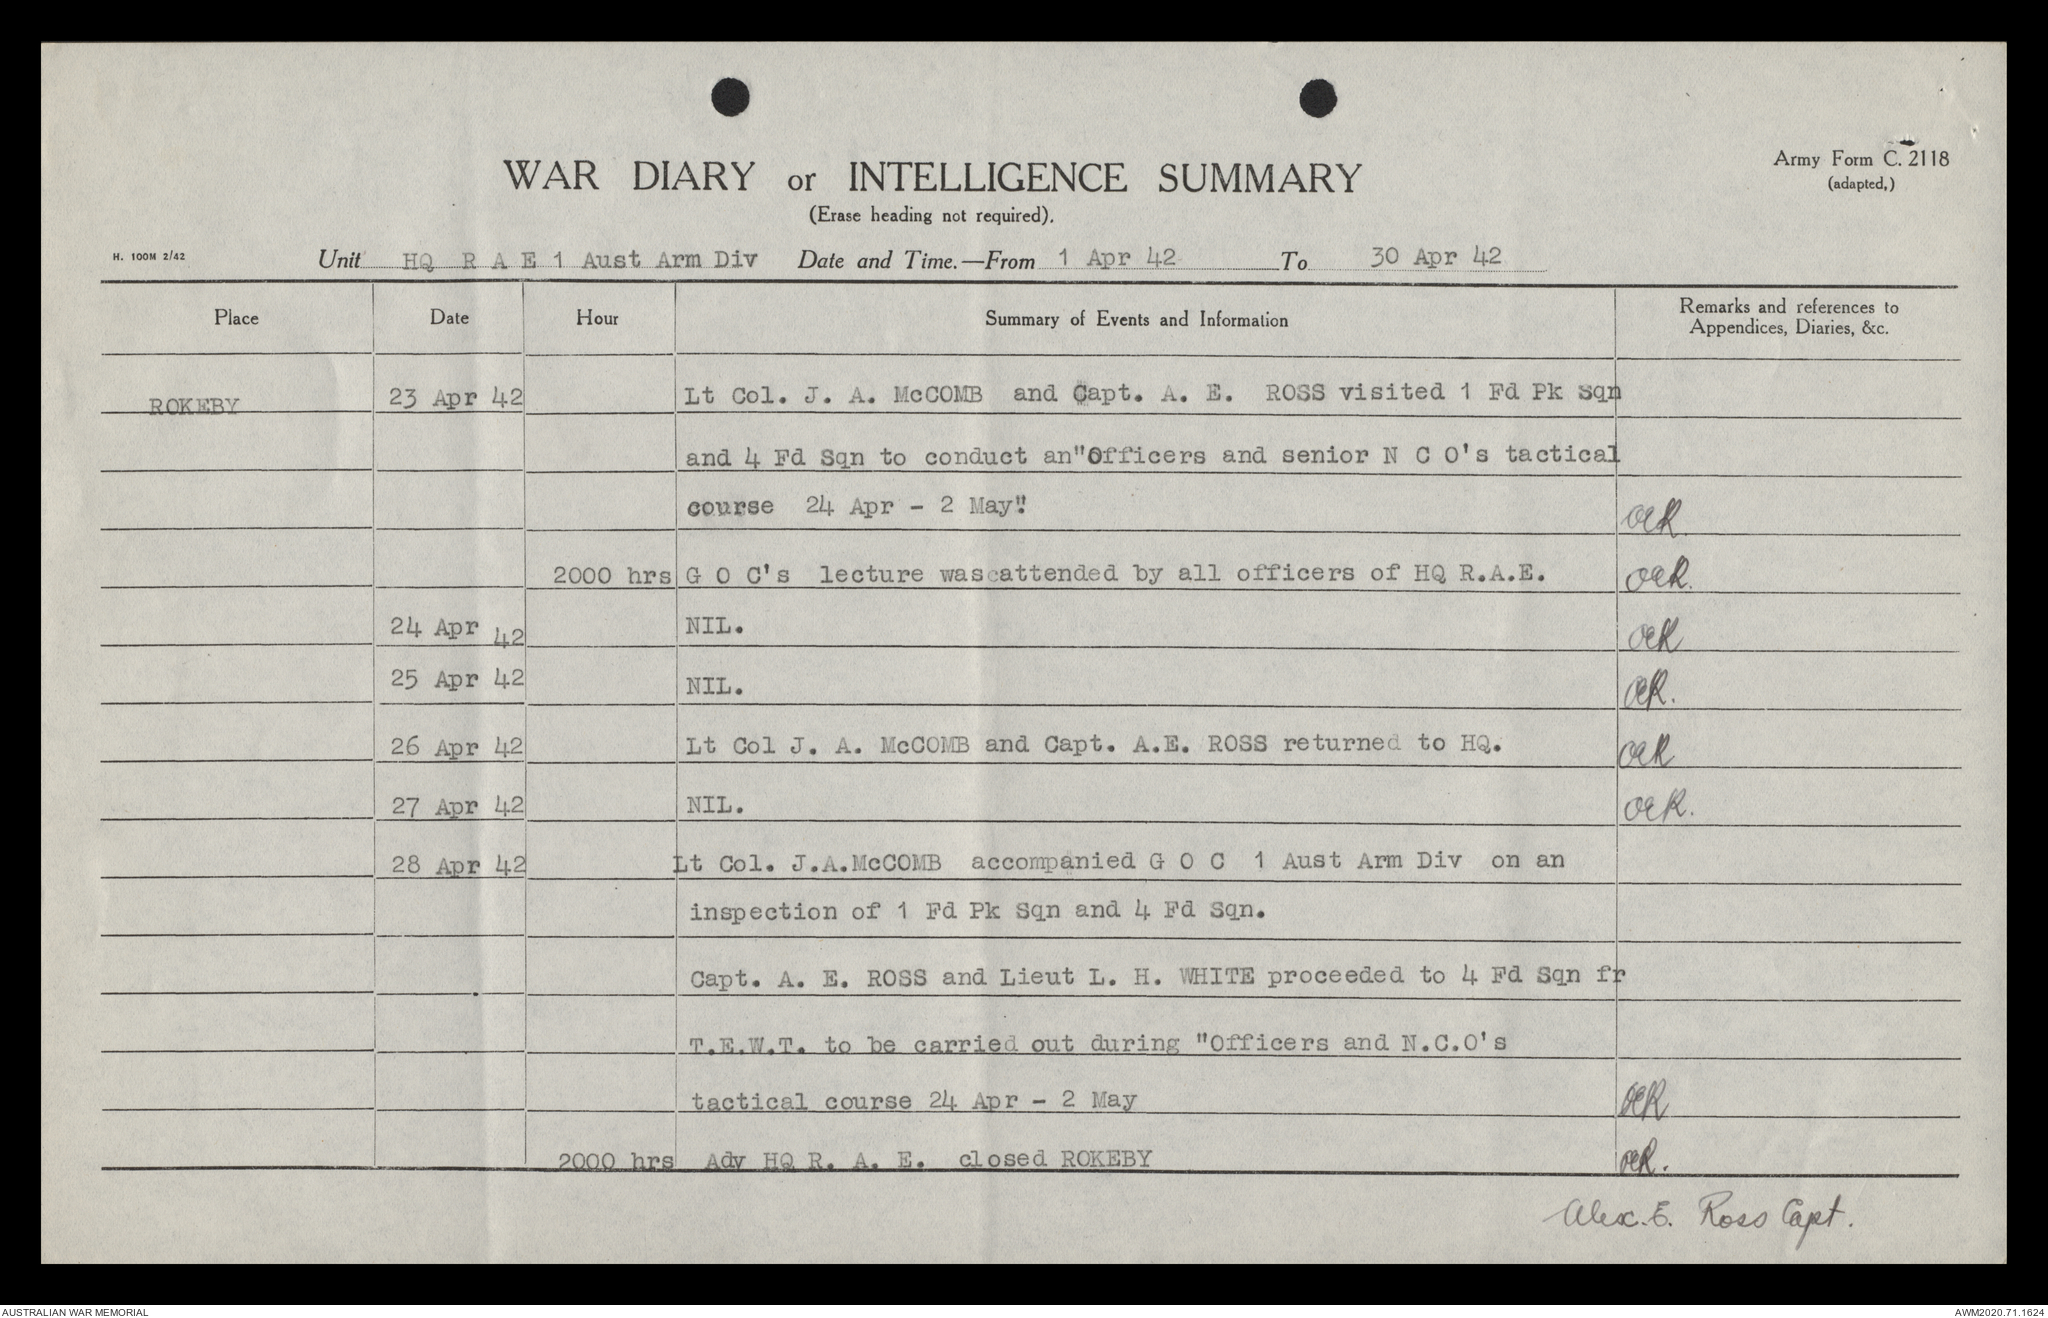 WAR DIARY or INTELLIGENCE SUMMARY
Army Form C. 2118
(adapted,)
(Erase heading not required).
H. 100M 2/42
Unit HQ R A E 1 Aust Arm Div Date and Time.—From 1 Apr 42 To 30 Apr 42
Place Date Hour Summary of Events and Information Remarks and references to
Appendices, Diaries, &c.
ROKEBY 23 Apr 42 Lt Col. J. A. McCOMB and Capt. A. E. ROSS visited 1 Fd Pk Sqn
and 4 Fd Sqn to conduct an"Officers and senior N C O's tactical
course 24 Apr - 2 May".
AER
2000 hrs G O C's lecture was attended by all officers of HQ R.A.E. AER.
24 Apr 42 NIL. AER
25 Apr 42 NIL. AER.
26 Apr 42 Lt Col J. A. McCOMB and Capt. A.E. ROSS returned to HQ. AER
27 Apr 42 NIL. AER.
28 Apr 42 Lt Col. J.A.McCOMB accompanied G O C 1 Aust Arm Div on an
inspection of 1 Fd Pk Sqn and 4 Fd Sqn.
Capt. A. E. ROSS and Lieut L. H. WHITE proceeded to 4 Fd Sqn fr
T.E.W.T. to be carried out during "Officers and N.C.O's
tactical course 24 Apr - 2 May AER
2000 hrs Adv HQ R. A. E. closed ROKEBY AER.
Alex. E. Ross Capt.
AUSTRALIAN WAR MEMORIAL
AWM2020.71.1624